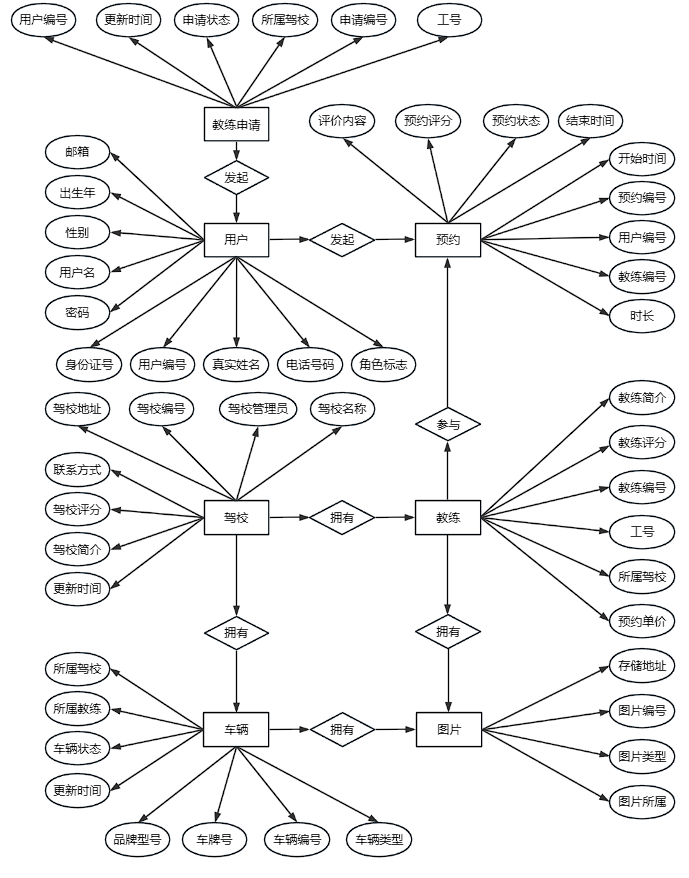 用户编号
更新时间
申请状态
所属驾校
申请编号
工号
教练申请
评价内容
预约评分
预约状态
结束时间
邮箱
发起
开始时间
出生年
预约编号
性别
用户
发起
预约
用户编号
用户名
教练编号
密码
时长
身份证号
用户编号
真实姓名
电话号码
角色标志
驾校地址
驾校编号
驾校管理员
驾校名称
教练简介
参与
教练评分
联系方式
教练编号
驾校评分
驾校
拥有
教练
工号
驾校简介
所属驾校
更新时间
预约单价
拥有
拥有
所属驾校
存储地址
所属教练
图片编号
车辆
拥有
图片
车辆状态
图片类型
更新时间
图片所属
品牌型号
车牌号
车辆编号
车辆类型